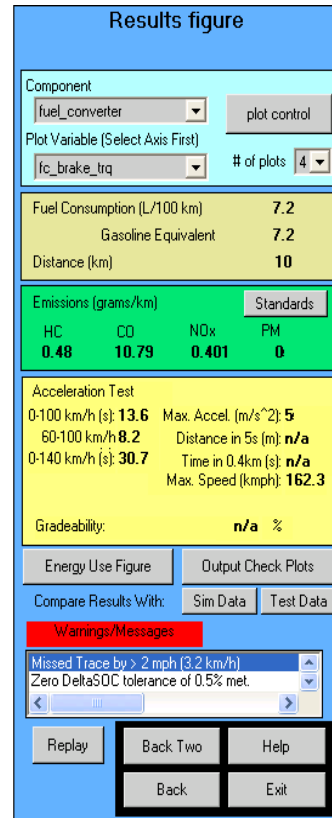 Results figure
Component
fuel_converter
plot control
Plot Variable (Select Axis First)
fc_brake_trq
# of plots 4
Fuel Consumption (L/100 km) 7.2
Gasoline Equivalent 7.2
Distance (km) 10
Emissions (grams/km) Standards
HC CO NOx PM
0.48 10.79 0.401 0
Acceleration Test
0-100 km/h (s): 13.6 Max. Accel. (m/s^2): 5
60-100 km/h 8.2 Distance in 5s (m): n/a
0-140 km/h (s): 30.7 Time in 0.4km (s): n/a
Max. Speed (kmph): 162.3
Gradeability: n/a %
Energy Use Figure Output Check Plots
Compare Results With: Sim Data Test Data
Warnings/Messages
Missed Trace by > 2 mph (3.2 km/h)
Zero DeltaSOC tolerance of 0.5% met.
Replay Back Two Help
Back Exit